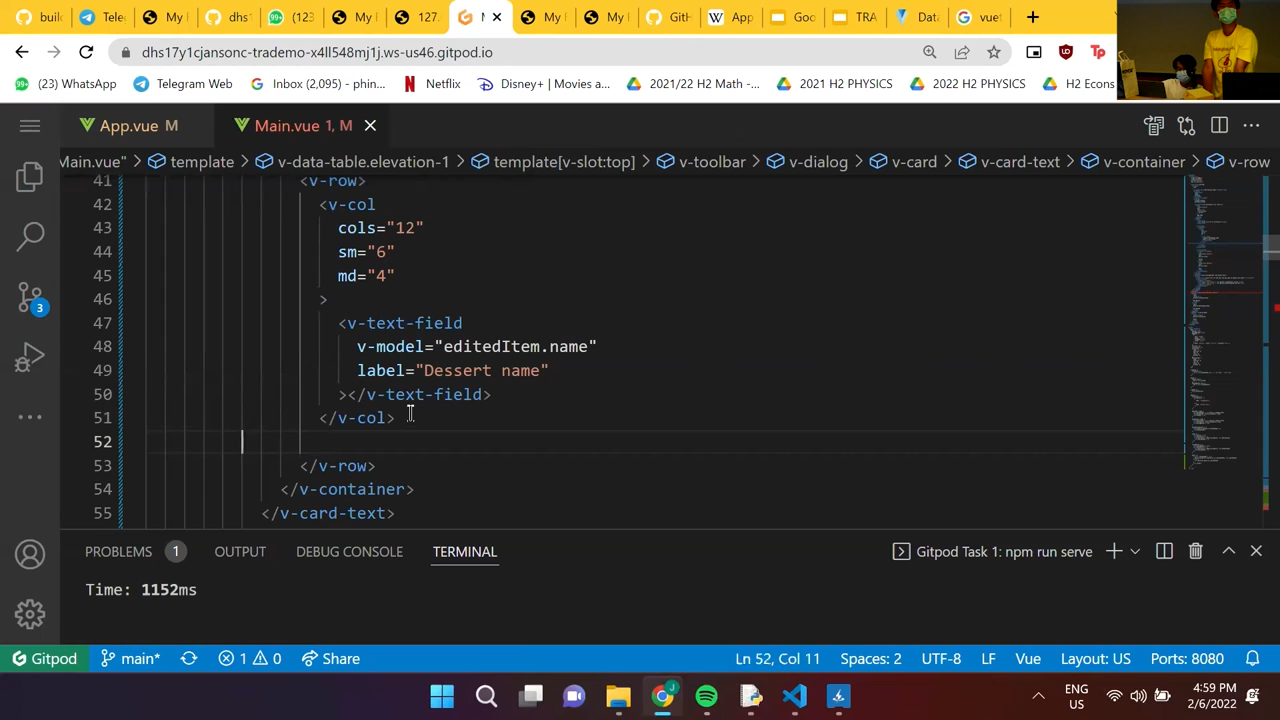 buil
Tele
My
dhs1
(123
My
127.
M
My
My
GitH
App
Goo
TRA
Dat
vuet
dhs17y1cjansonc-trademo-x4ll548mj1j.ws-us46.gitpod.io
(23) WhatsApp
Telegram Web
Inbox (2,095) - phin...
Netflix
Disney+ | Movies a...
2021/22 H2 Math -...
2021 H2 PHYSICS
2022 H2 PHYSICS
H2 Econs
App.vue M
Main.vue 1, M
Main.vue" template v-data-table.elevation-1 template[v-slot:top] v-toolbar v-dialog v-card v-card-text v-container v-row
41 <v-row>
42 <v-col
43 cols="12"
44 sm="6"
45 md="4"
46 >
47 <v-text-field
48 v-model="editedItem.name"
49 label="Dessert name"
50 ></v-text-field>
51 </v-col>
52
53 </v-row>
54 </v-container>
55 </v-card-text>
3
PROBLEMS 1 OUTPUT DEBUG CONSOLE TERMINAL
Gitpod Task 1: npm run serve
Time: 1152ms
Gitpod main* 1 0 Share
Ln 52, Col 11 Spaces: 2 UTF-8 LF Vue Layout: US Ports: 8080
ENG
US
4:59 PM
2/6/2022